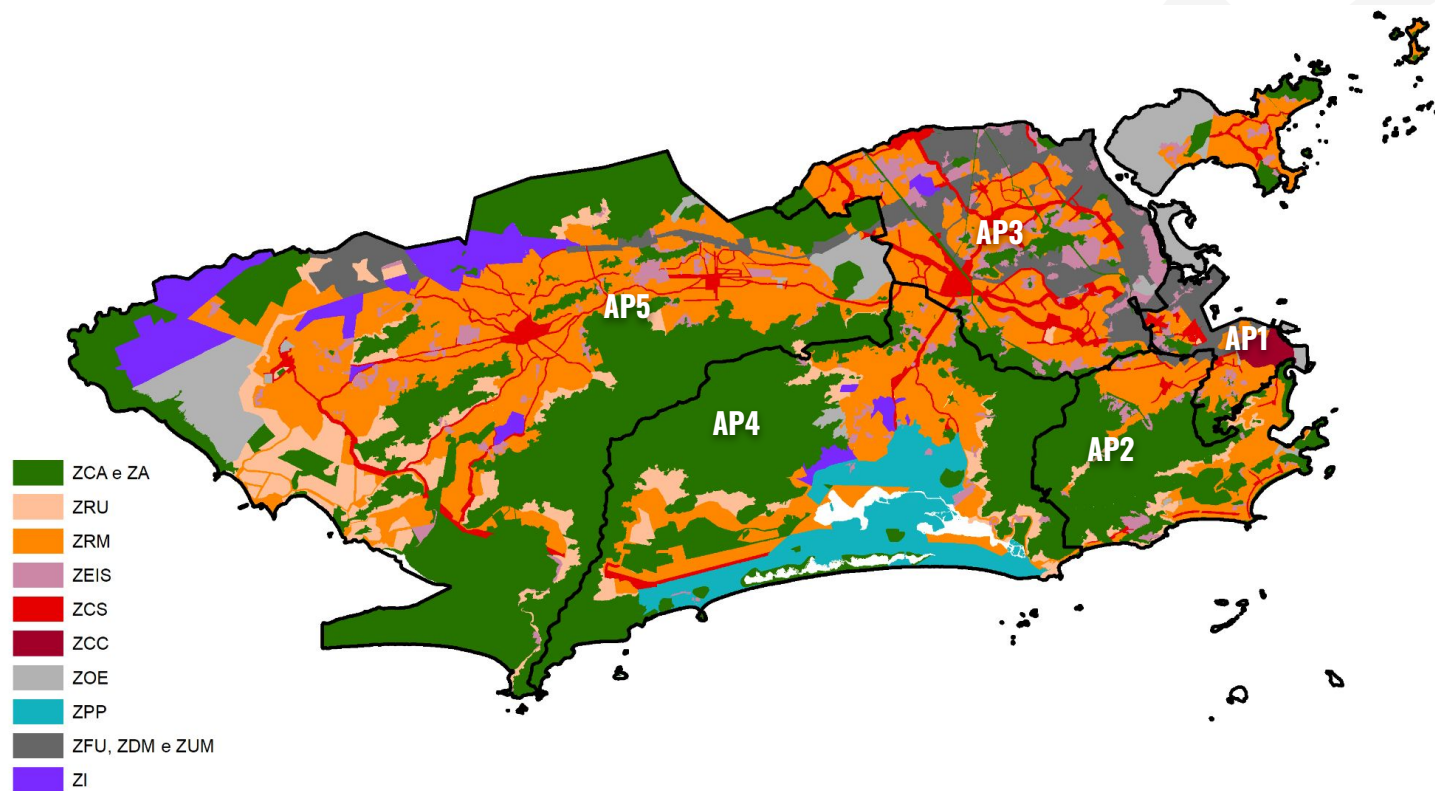 AP3
AP5
AP1
AP4
AP2
ZCA e ZA
ZRU
ZRM
ZEIS
ZCS
ZCC
ZOE
ZPP
ZFU, ZDM e ZUM
ZI